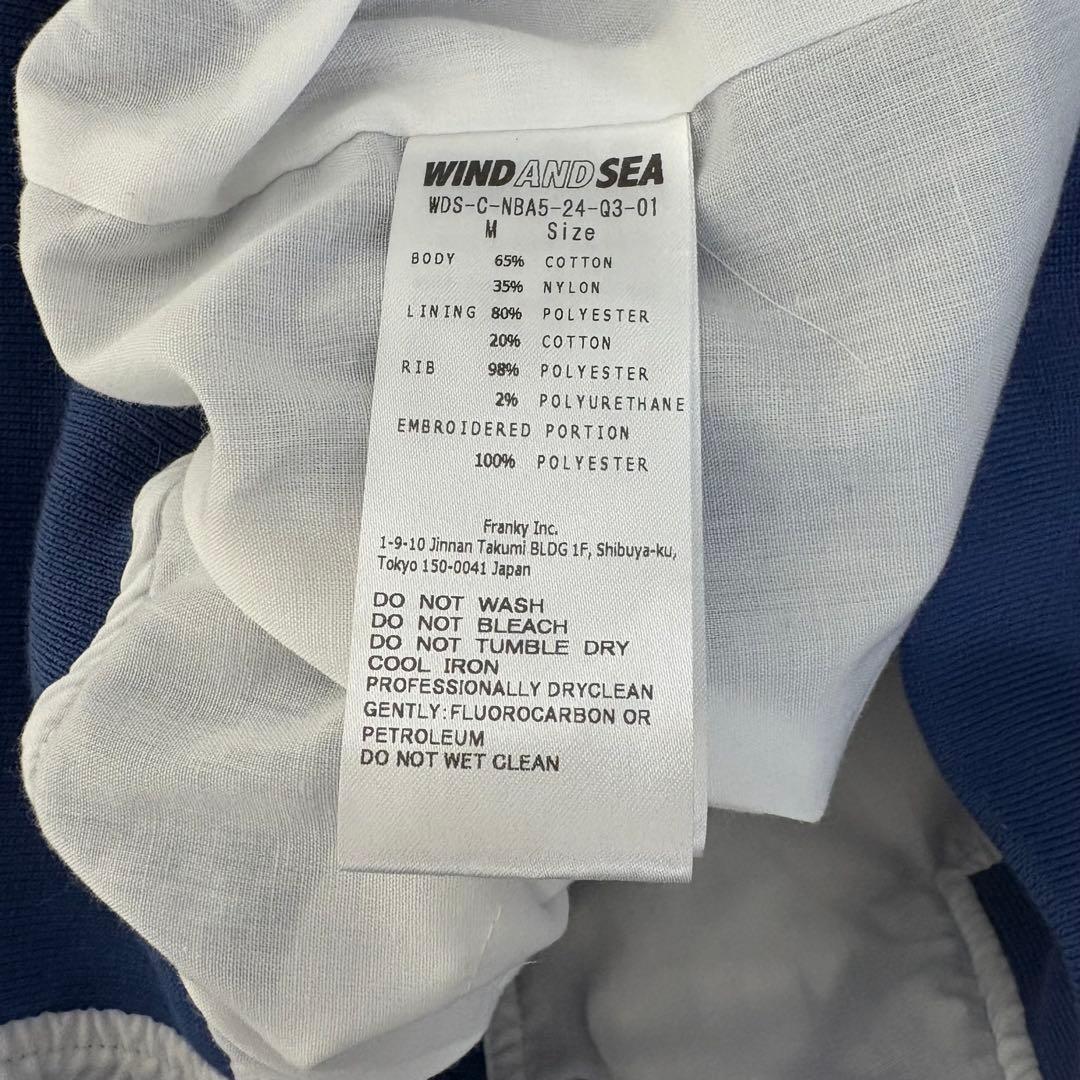 WIND AND SEA
WDS-C-NBA5-24-Q3-01
M Size
BODY 65% COTTON
35% NYLON
LINING 80% POLYESTER
20% COTTON
RIB 98% POLYESTER
2% POLYURETHANE
EMBROIDERED PORTION
100% POLYESTER
Franky Inc.
1-9-10 Jinnan Takumi BLDG 1F, Shibuya-ku,
Tokyo 150-0041 Japan
DO NOT WASH
DO NOT BLEACH
DO NOT TUMBLE DRY
COOL IRON
PROFESSIONALLY DRYCLEAN
GENTLY:FLUOROCARBON OR
PETROLEUM
DO NOT WET CLEAN